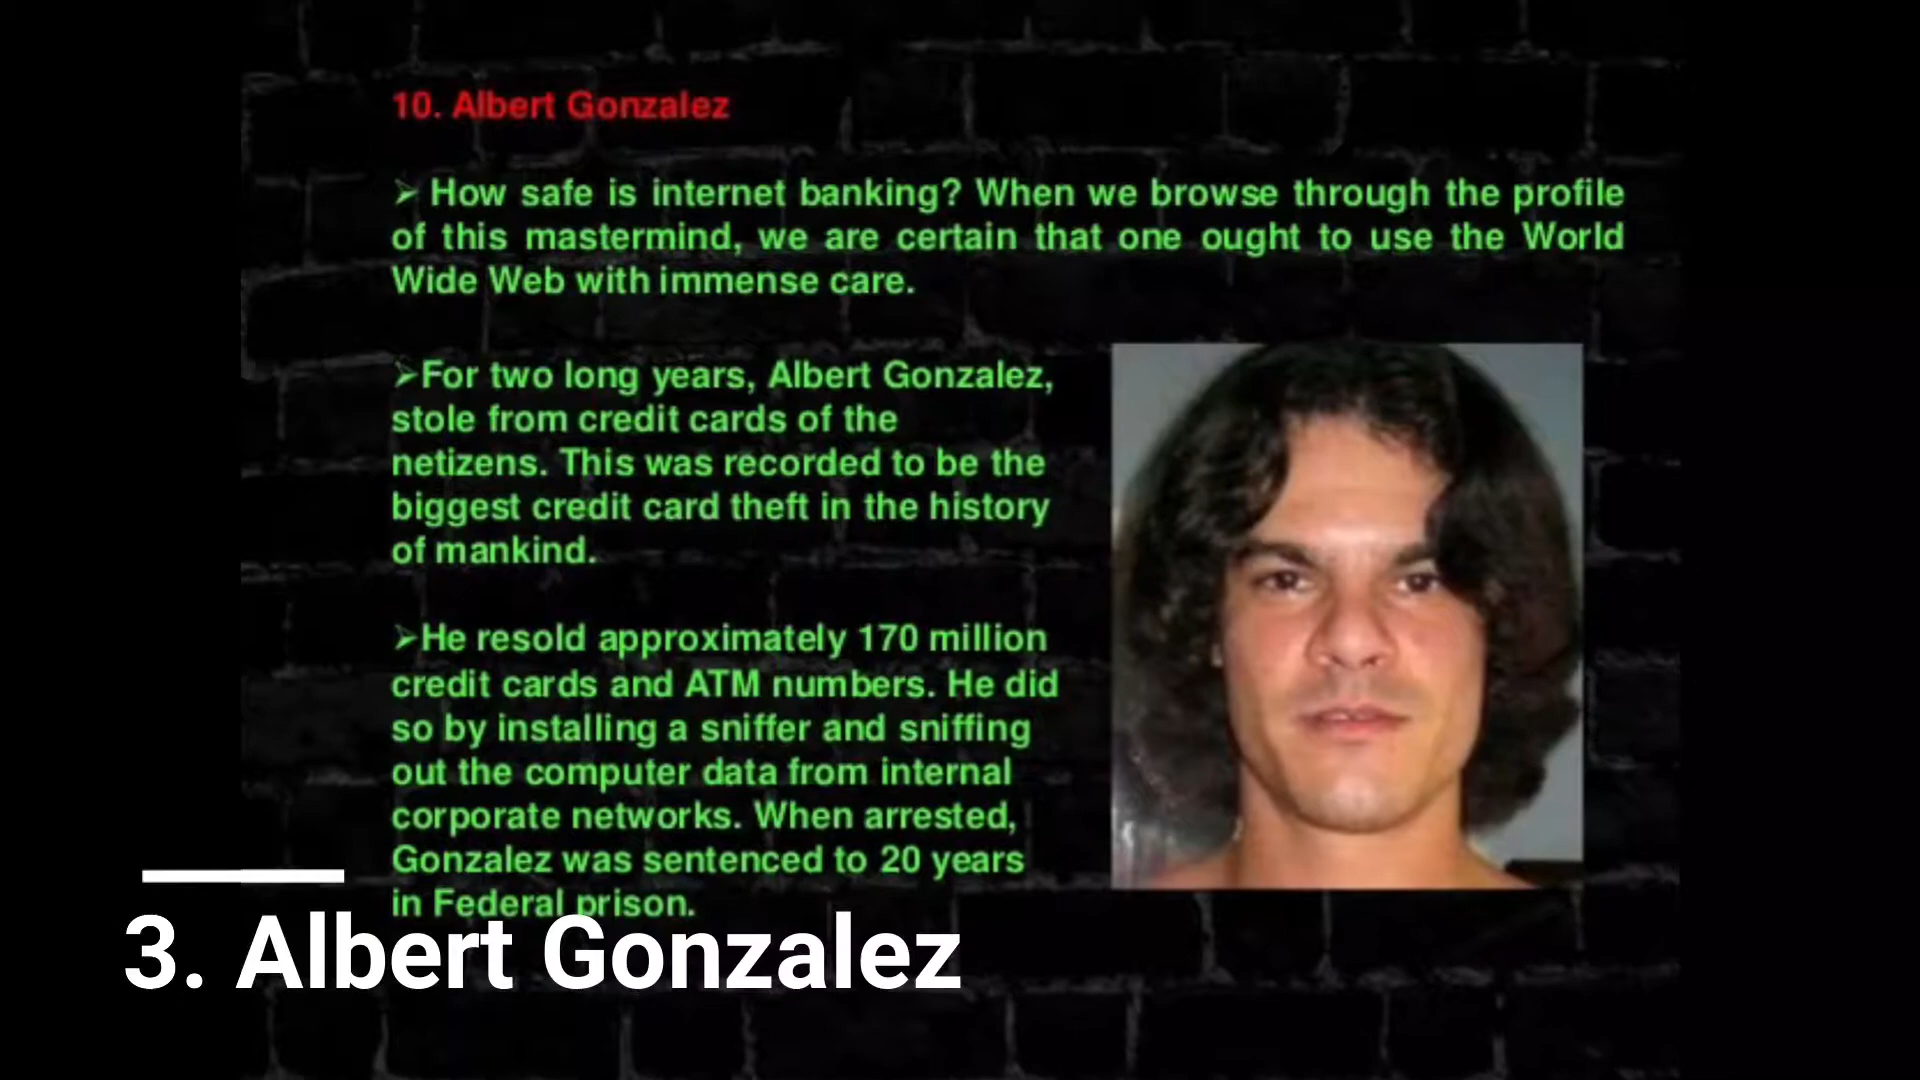 10. Albert Gonzalez
➢ How safe is internet banking? When we browse through the profile
of this mastermind, we are certain that one ought to use the World
Wide Web with immense care.
➢For two long years, Albert Gonzalez,
stole from credit cards of the
netizens. This was recorded to be the
biggest credit card theft in the history
of mankind.
➢He resold approximately 170 million
credit cards and ATM numbers. He did
so by installing a sniffer and sniffing
out the computer data from internal
corporate networks. When arrested,
Gonzalez was sentenced to 20 years
in Federal prison.
3. Albert Gonzalez